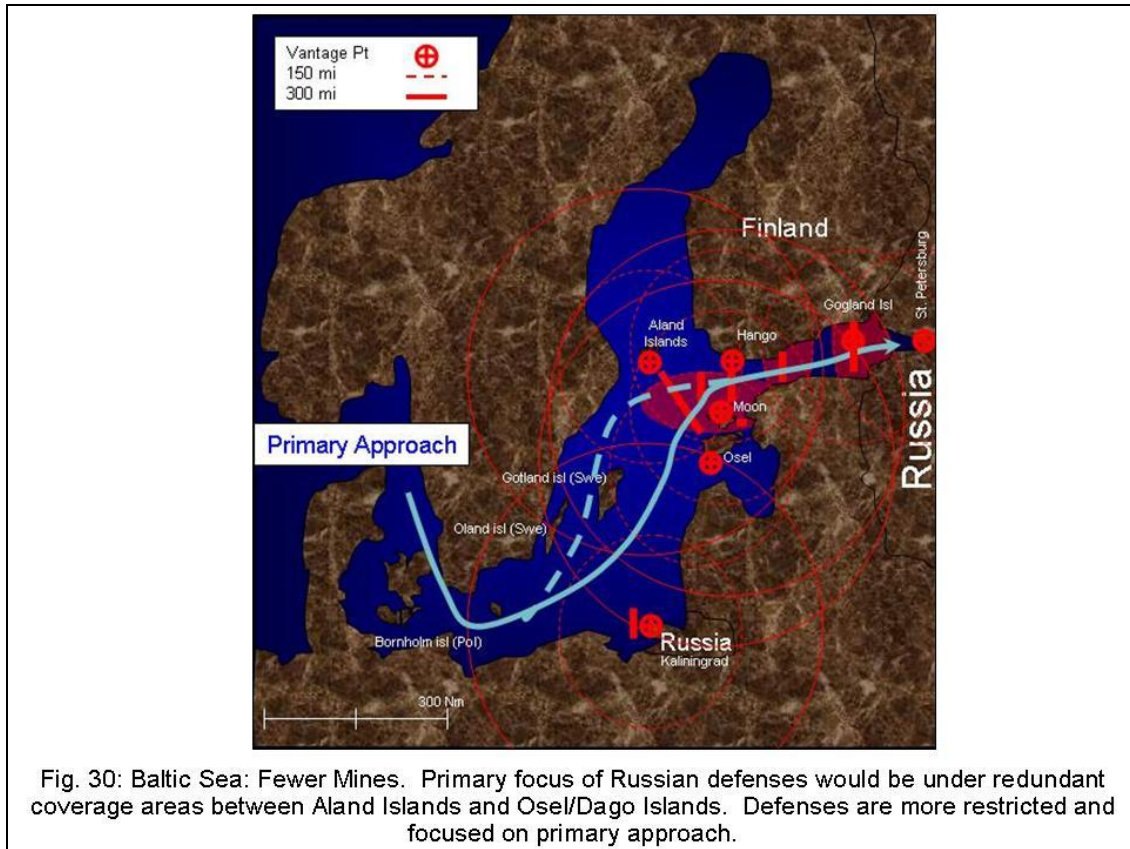 Vantage Pt
150 mi
300 mi
Finland
St. Petersburg
Gogland Isl
Aland
Islands
Hango
Russia
Moon
Primary Approach
Osel
Gotland isl (Swe)
Oland isl (Swe)
Bornholm isl (Pol)
Russia
Kaliningrad
300 Nm
Fig. 30: Baltic Sea: Fewer Mines. Primary focus of Russian defenses would be under redundant
coverage areas between Aland Islands and Osel/Dago Islands. Defenses are more restricted and
focused on primary approach.